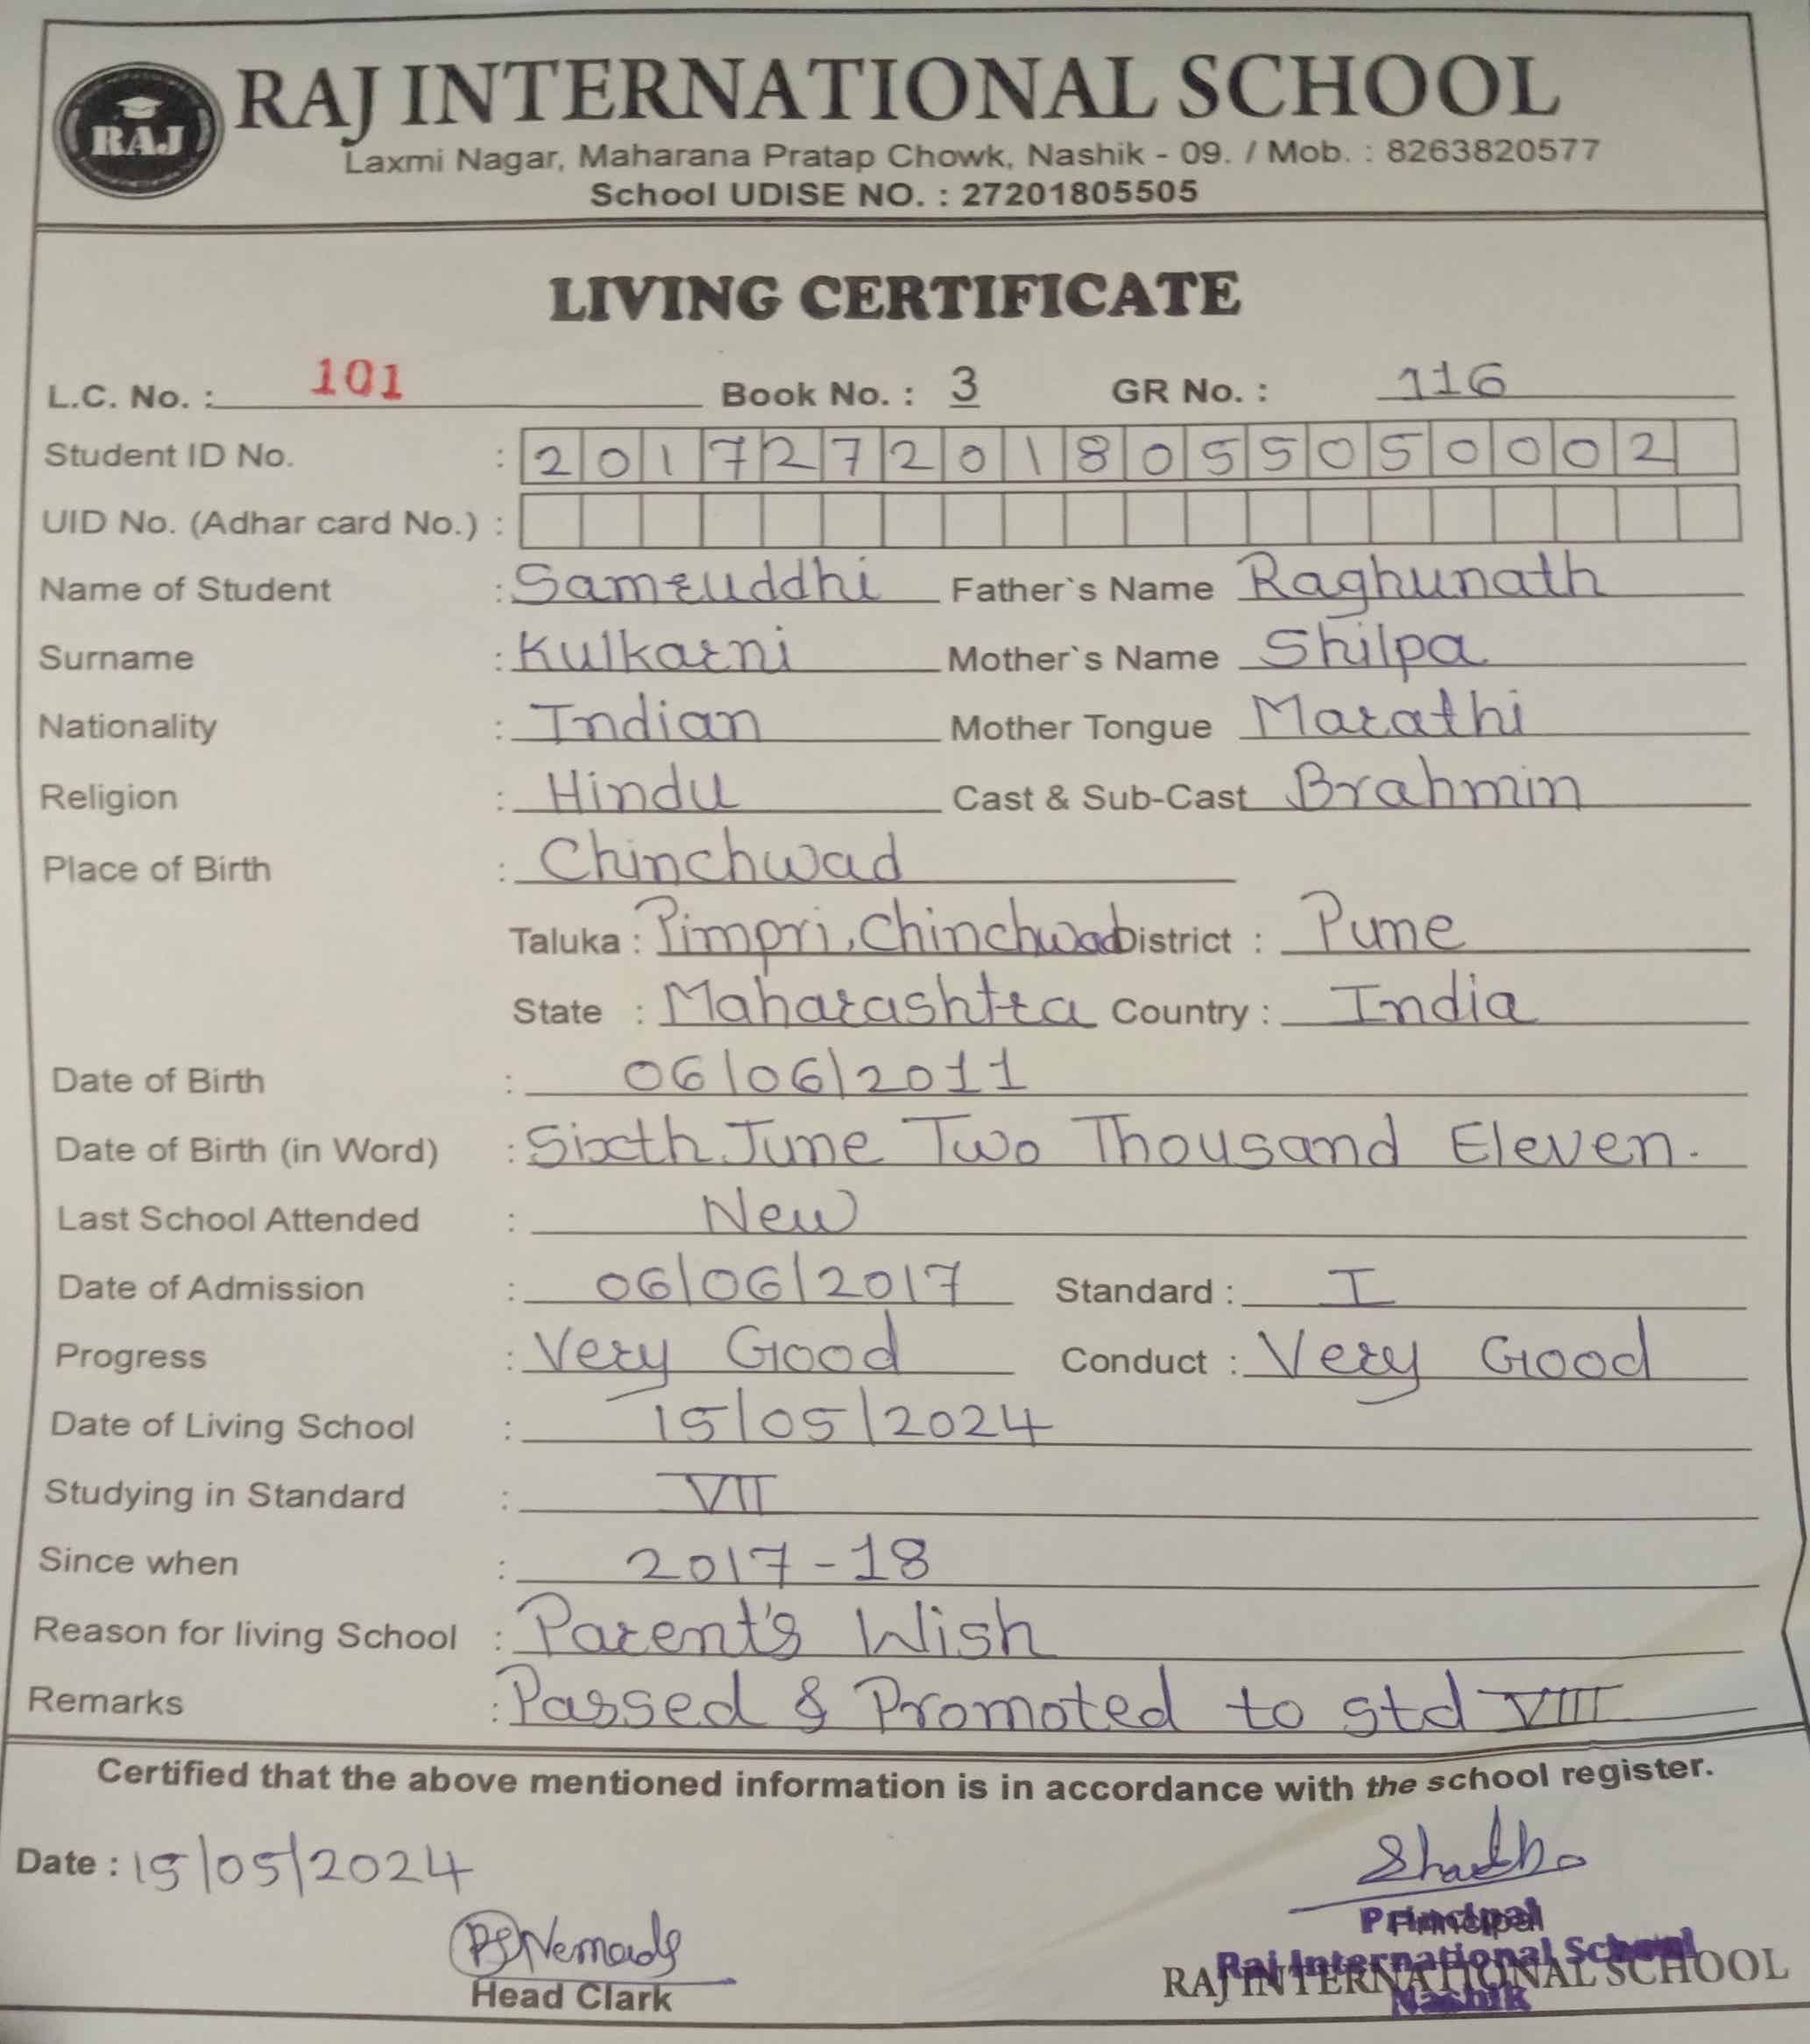 RAJ
RAJ INTERNATIONAL SCHOOL
Laxmi Nagar, Maharana Pratap Chowk, Nashik - 09. / Mob. : 8263820577
School UDISE NO. : 27201805505
LIVING CERTIFICATE
L.C. No. : 101 Book No. : 3 GR No. : 116
Student ID No. : 2017272018055050002
UID No. (Adhar card No.) :
Name of Student : Samruddhi Father`s Name Raghunath
Surname : Kulkarni Mother`s Name Shilpa
Nationality : Indian Mother Tongue Marathi
Religion : Hindu Cast & Sub-Cast Brahmin
Place of Birth : Chinchwad
Taluka : Pimpri, Chinchwad District : Pune
State : Maharashtra Country : India
Date of Birth : 06/06/2011
Date of Birth (in Word) : Sixth June Two Thousand Eleven.
Last School Attended : New
Date of Admission : 06/06/2017 Standard : I
Progress : Very Good Conduct : Very Good
Date of Living School : 15/05/2024
Studying in Standard : VII
Since when : 2017-18
Reason for living School : Parent's Wish
Remarks : Passed & Promoted to std VIII
Certified that the above mentioned information is in accordance with the school register.
Date : 15/05/2024
Head Clark
Principal
Principal
Raj International School
RAJ INTERNATIONAL SCHOOL
Nashik